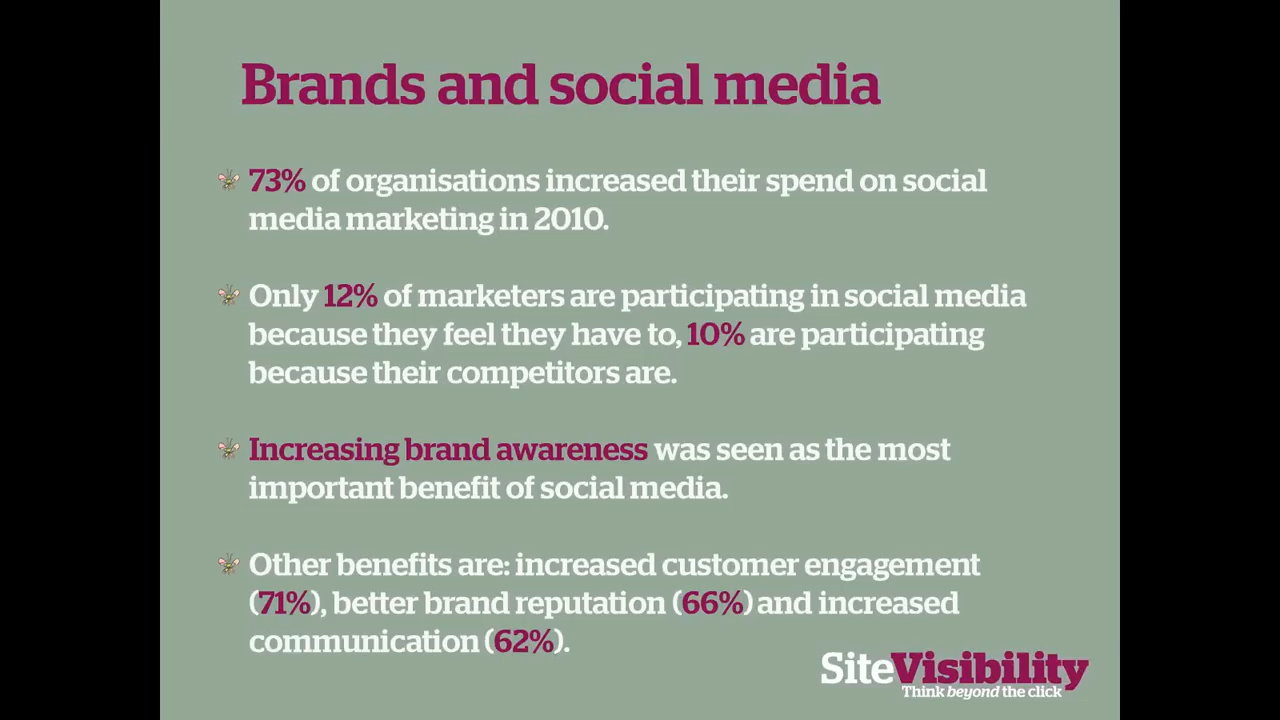 Brands and social media
73% of organisations increased their spend on social
media marketing in 2010.
Only 12% of marketers are participating in social media
because they feel they have to, 10% are participating
because their competitors are.
Increasing brand awareness was seen as the most
important benefit of social media.
Other benefits are: increased customer engagement
(71%), better brand reputation (66%) and increased
communication (62%).
SiteVisibility
Think beyond the click